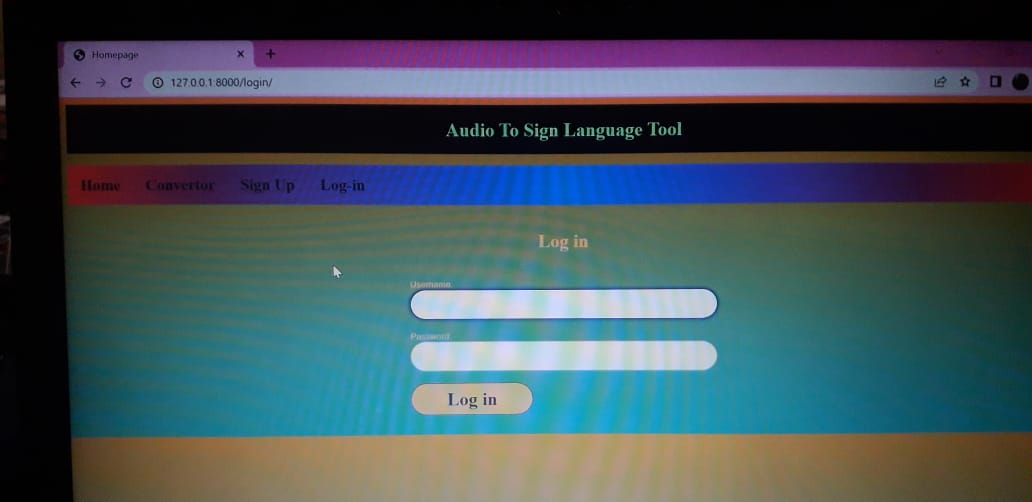 Homepage
127.0.0.1:8000/login/
Audio To Sign Language Tool
Home Convertor Sign Up Log-in
Log in
Username
Password
Log in